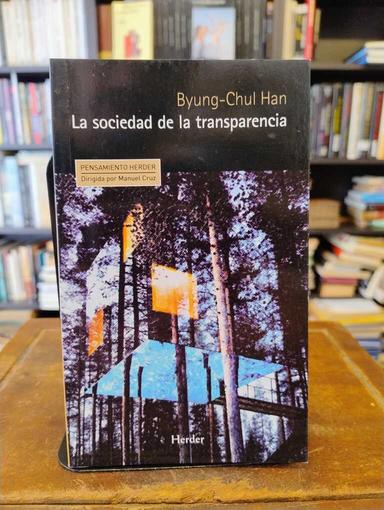 Byung-Chul Han
La sociedad de la transparencia
PENSAMIENTO HERDER
Dirigida por Manuel Cruz
Herder